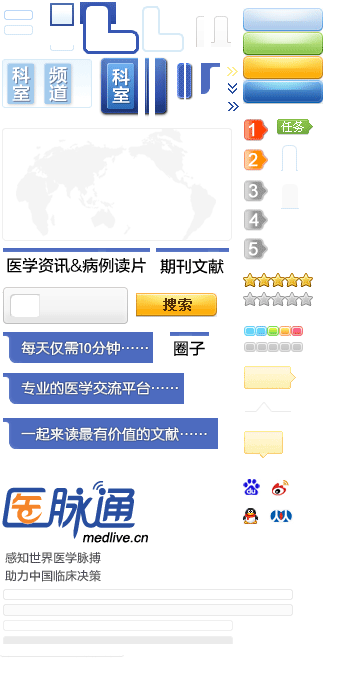 科室
频道
科室
1
任务
2
3
4
5
医学资讯&病例读片
期刊文献
搜索
每天仅需10分钟……
圈子
专业的医学交流平台……
一起来读最有价值的文献……
医脉通
medlive.cn
感知世界医学脉搏
助力中国临床决策